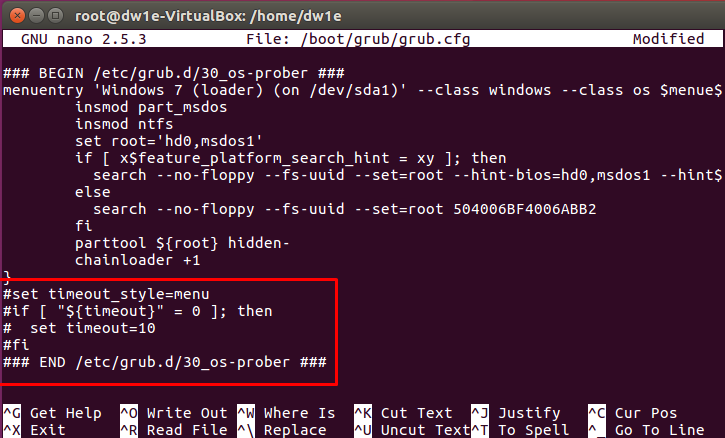 root@dw1e-VirtualBox: /home/dw1e
GNU nano 2.5.3 File: /boot/grub/grub.cfg Modified
### BEGIN /etc/grub.d/30_os-prober ###
menuentry 'Windows 7 (loader) (on /dev/sda1)' --class windows --class os $menue$
insmod part_msdos
insmod ntfs
set root='hd0,msdos1'
if [ x$feature_platform_search_hint = xy ]; then
search --no-floppy --fs-uuid --set=root --hint-bios=hd0,msdos1 --hint$
else
search --no-floppy --fs-uuid --set=root 504006BF4006ABB2
fi
parttool ${root} hidden-
chainloader +1
}
#set timeout_style=menu
#if [ "${timeout}" = 0 ]; then
#  set timeout=10
#fi
### END /etc/grub.d/30_os-prober ###
^G Get Help ^O Write Out ^W Where Is ^K Cut Text ^J Justify ^C Cur Pos
^X Exit ^R Read File ^\ Replace ^U Uncut Text ^T To Spell ^_ Go To Line